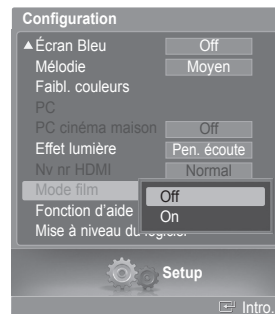 Configuration
▲Écran Bleu Off
Mélodie Moyen
Faibl. couleurs
PC
PC cinéma maison Off
Effet lumière Pen. écoute
Nv nr HDMI Normal
Mode film Off
On
Fonction d'aide
Mise à niveau du logiciel
Setup
Intro.